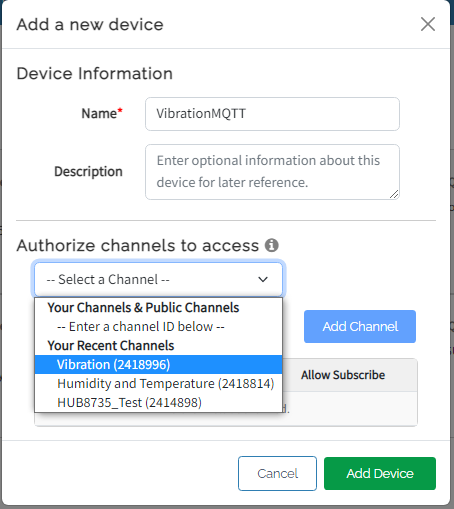 Add a new device
Device Information
Name*
VibrationMQTT
Description
Enter optional information about this
device for later reference.
Authorize channels to access
-- Select a Channel --
Your Channels & Public Channels
-- Enter a channel ID below --
Your Recent Channels
Vibration (2418996)
Humidity and Temperature (2418814)
HUB8735_Test (2414898)
Add Channel
Allow Subscribe
Cancel
Add Device